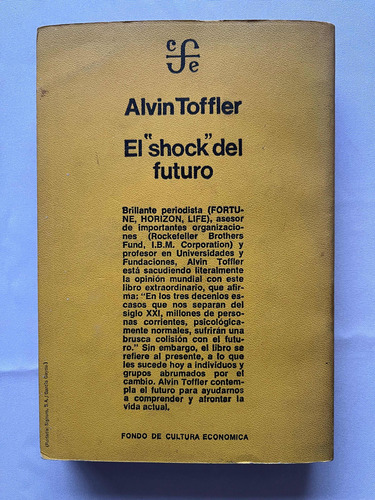 cfe
Alvin Toffler
El "shock" del
futuro
Brillante periodista (FORTU-
NE, HORIZON, LIFE), asesor
de importantes organizacio-
nes (Rockefeller Brothers
Fund, I.B.M. Corporation) y
profesor en Universidades y
Fundaciones, Alvin Toffler
está sacudiendo literalmente
la opinión mundial con este
libro extraordinario, que afir-
ma: "En los tres decenios es-
casos que nos separan del
siglo XXI, millones de perso-
nas corrientes, psicológica-
mente normales, sufrirán una
brusca colisión con el futu-
ro." Sin embargo, el libro se
refiere al presente, a lo que
les sucede hoy a individuos y
grupos abrumados por el
cambio. Alvin Toffler contem-
pla el futuro para ayudarnos
a comprender y afrontar la
vida actual.
FONDO DE CULTURA ECONOMICA